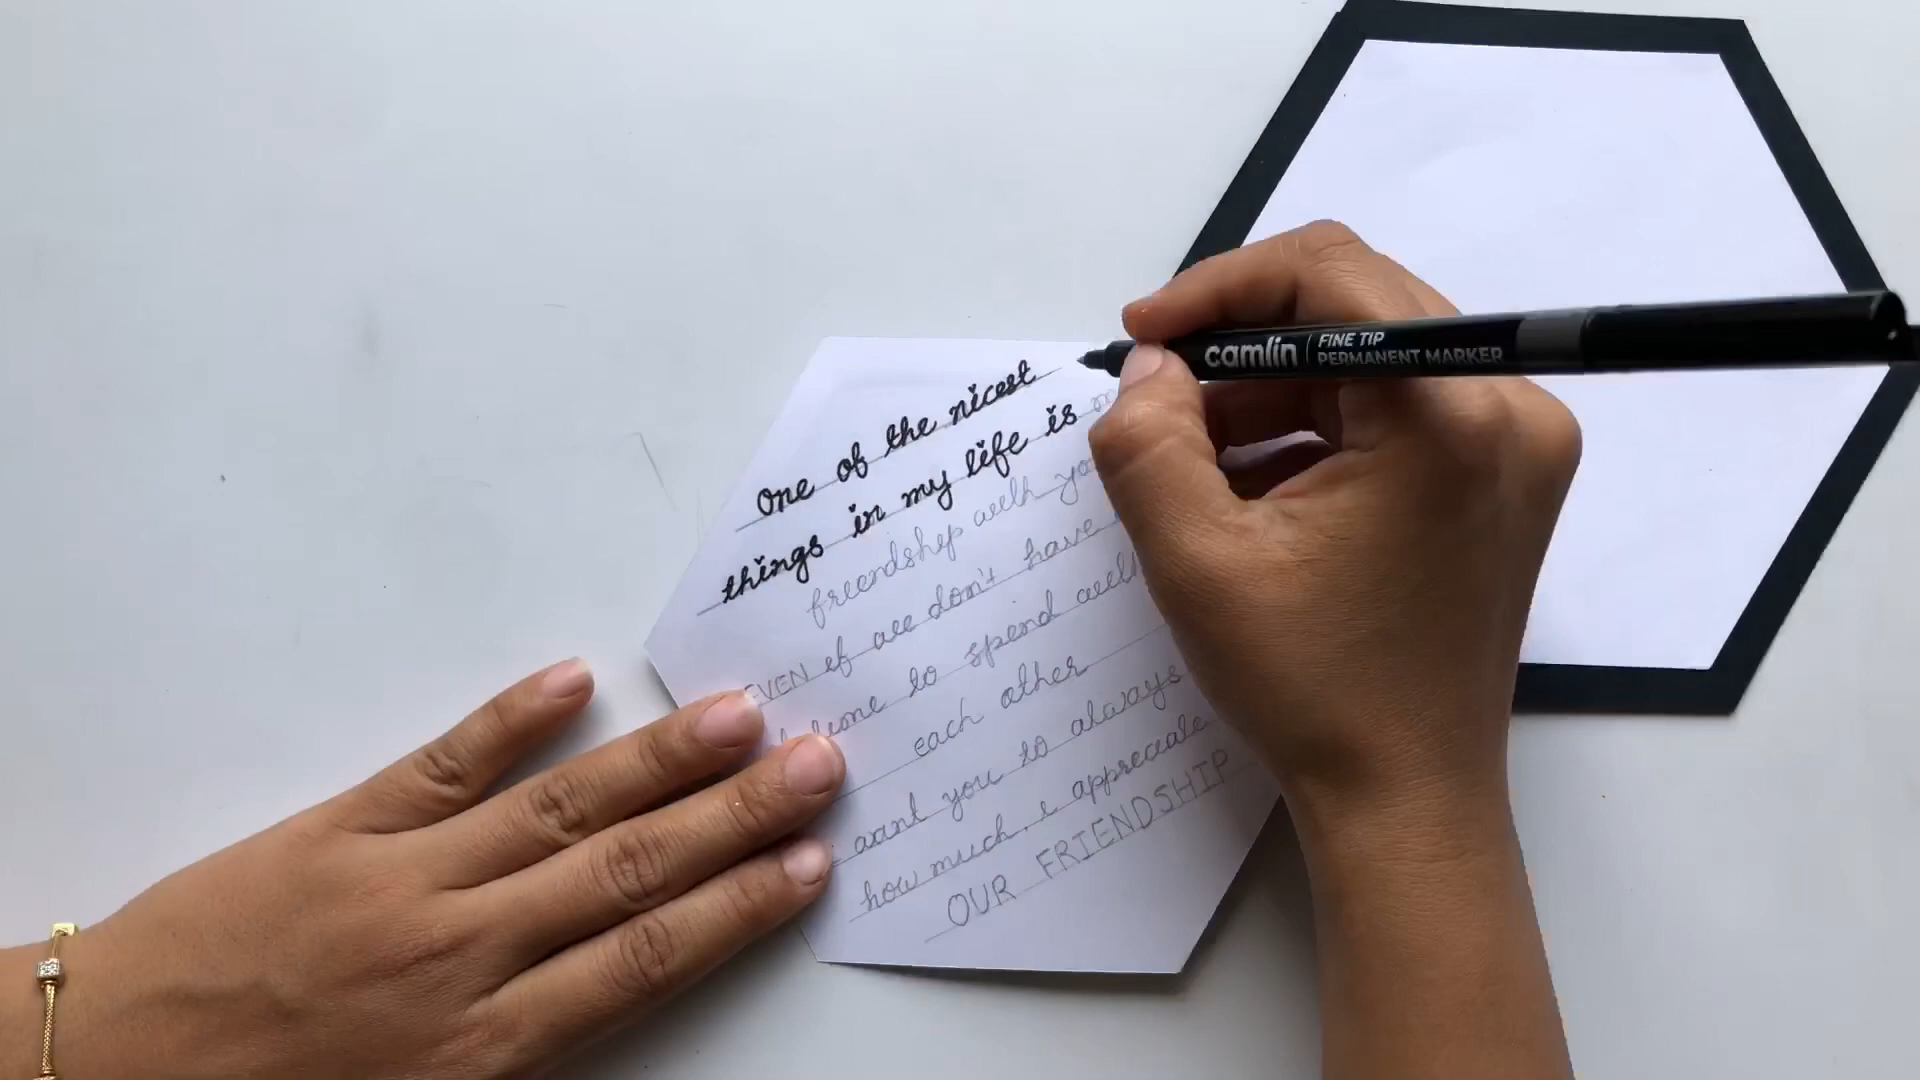 One of the nicest
things in my life is
friendship with
EVEN if we don't have
time to spend with
each other
want you to always
how much i appreciate
OUR FRIENDSHIP
camlin FINE TIP
PERMANENT MARKER